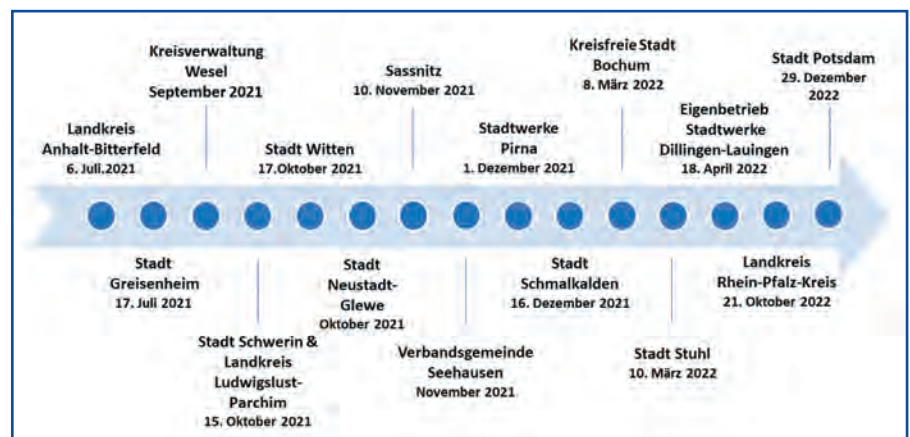 Landkreis
Anhalt-Bitterfeld
6. Juli.2021
Stadt
Greisenheim
17. Juli 2021
Kreisverwaltung
Wesel
September 2021
Stadt Schwerin &
Landkreis
Ludwigslust-
Parchim
15. Oktober 2021
Stadt Witten
17.Oktober 2021
Stadt
Neustadt-
Glewe
Oktober 2021
Sassnitz
10. November 2021
Verbandsgemeinde
Seehausen
November 2021
Stadtwerke
Pirna
1. Dezember 2021
Stadt
Schmalkalden
16. Dezember 2021
Kreisfreie Stadt
Bochum
8. März 2022
Stadt Stuhl
10. März 2022
Eigenbetrieb
Stadtwerke
Dillingen-Lauingen
18. April 2022
Landkreis
Rhein-Pfalz-Kreis
21. Oktober 2022
Stadt Potsdam
29. Dezember
2022